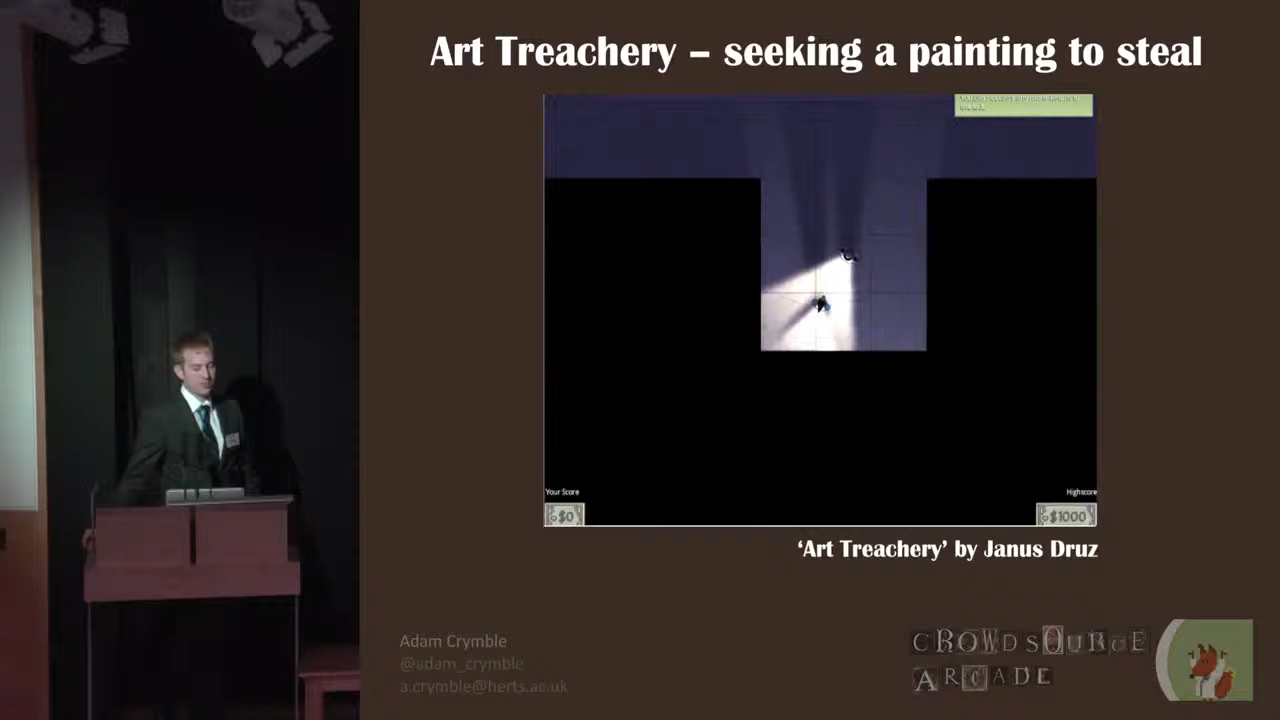 Art Treachery – seeking a painting to steal
Your Score
$0
Highscore
$1000
‘Art Treachery’ by Janus Druz
Adam Crymble
@adam_crymble
a.crymble@herts.ac.uk
CROWDSOURCE
ARCADE